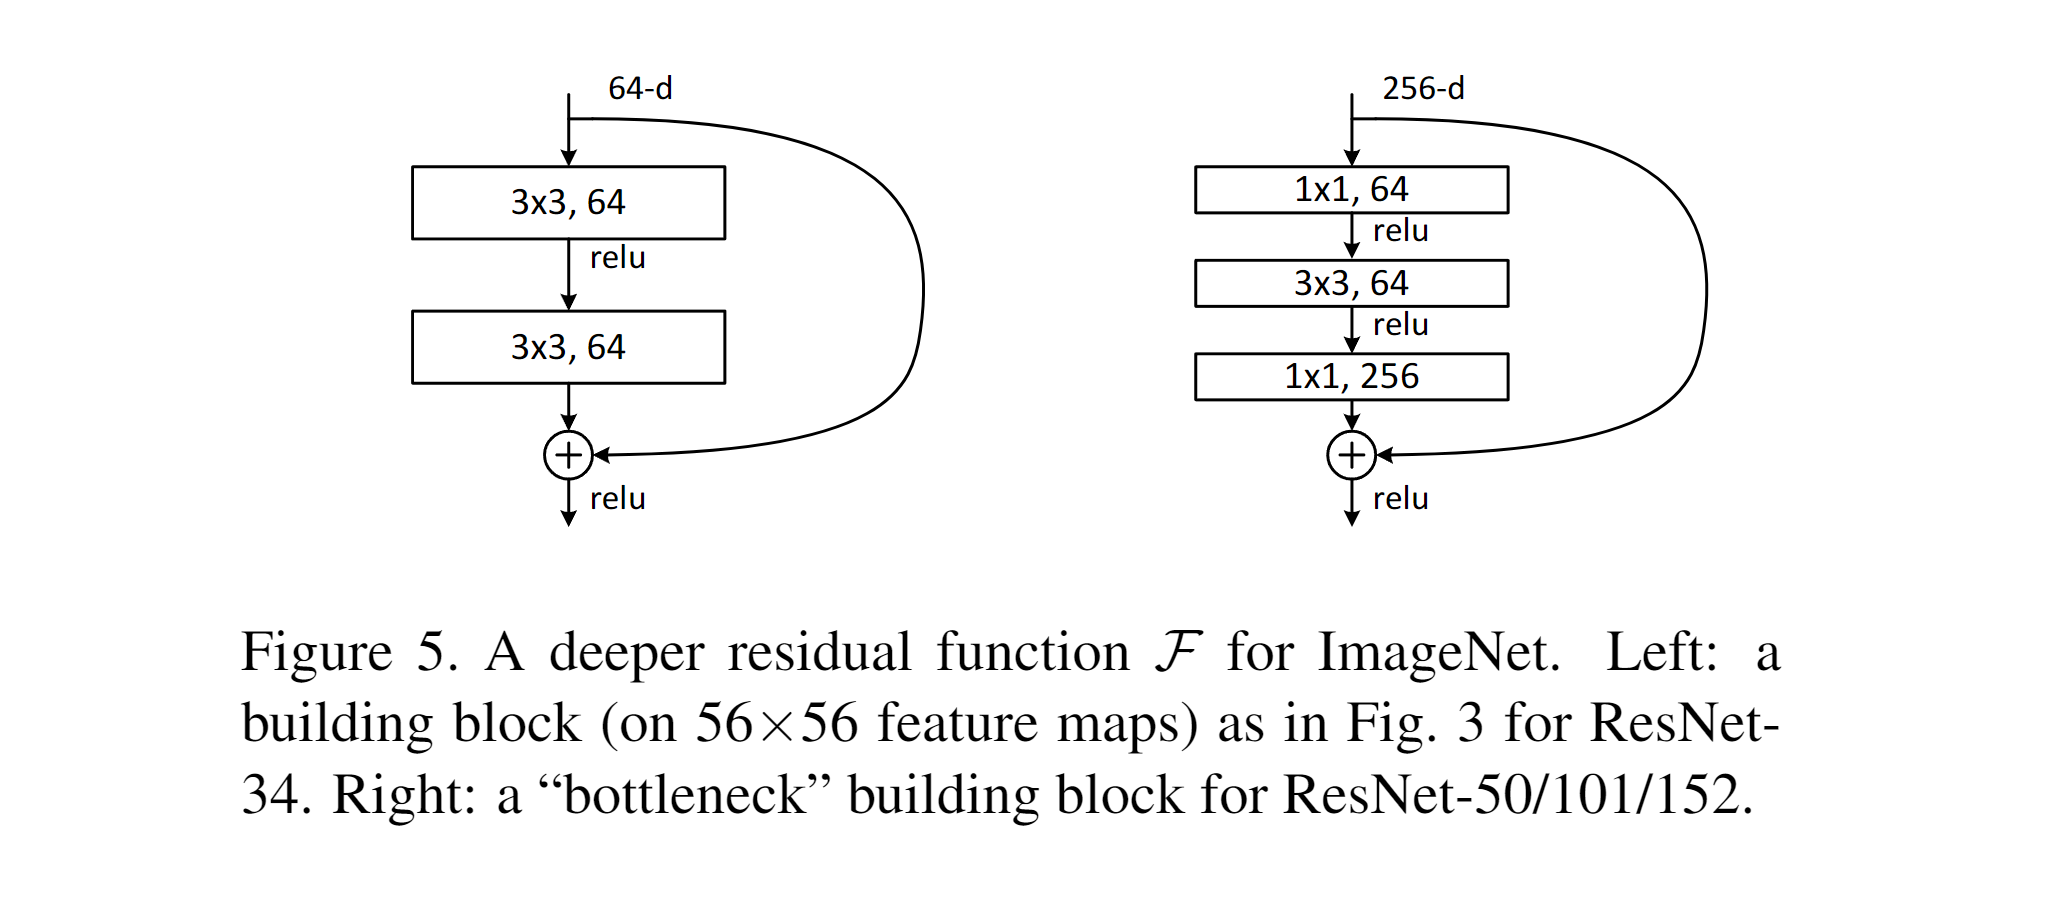 64-d
3x3, 64
relu
3x3, 64
relu
256-d
1x1, 64
relu
3x3, 64
relu
1x1, 256
relu
Figure 5. A deeper residual function ℱ for ImageNet. Left: a
building block (on 56×56 feature maps) as in Fig. 3 for ResNet-
34. Right: a “bottleneck” building block for ResNet-50/101/152.